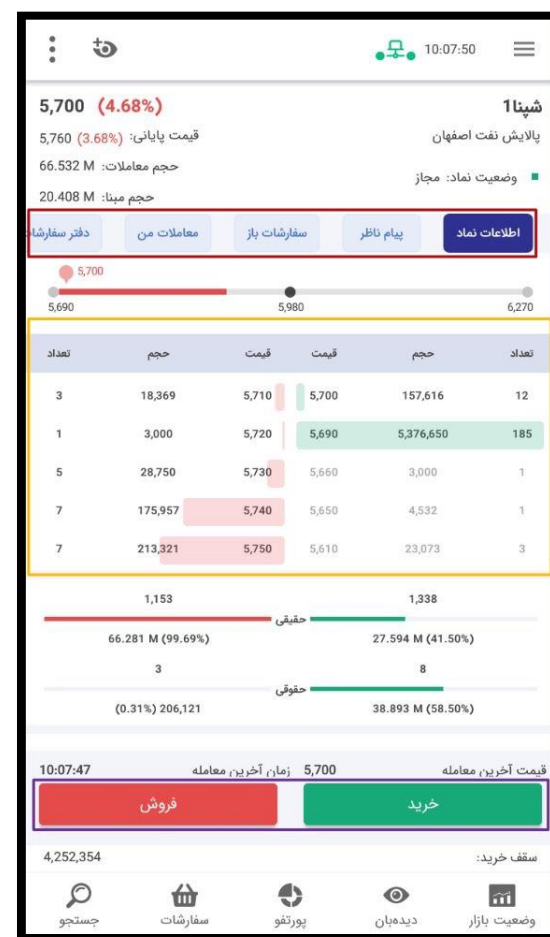 10:07:50
شپنا1
5,700 (4.68%)
پالایش نفت اصفهان
قیمت پایانی: 5,760 (3.68%)
حجم معاملات: 66.532 M
وضعیت نماد: مجاز
حجم مبنا: 20.408 M
اطلاعات نماد پیام ناظر سفارشات باز معاملات من دفتر سفارشات
5,700
5,690 5,980 6,270
تعداد حجم قیمت قیمت حجم تعداد
12 157,616 5,700 5,710 18,369 3
185 5,376,650 5,690 5,720 3,000 1
1 3,000 5,660 5,730 28,750 5
1 4,532 5,650 5,740 175,957 7
3 23,073 5,610 5,750 213,321 7
1,338 1,153
حقیقی
27.594 M (41.50%) 66.281 M (99.69%)
8 3
حقوقی
38.893 M (58.50%) 206,121 (0.31%)
قیمت آخرین معامله 5,700 زمان آخرین معامله 10:07:47
خرید فروش
سقف خرید: 4,252,354
وضعیت بازار دیده‌بان پورتفو سفارشات جستجو